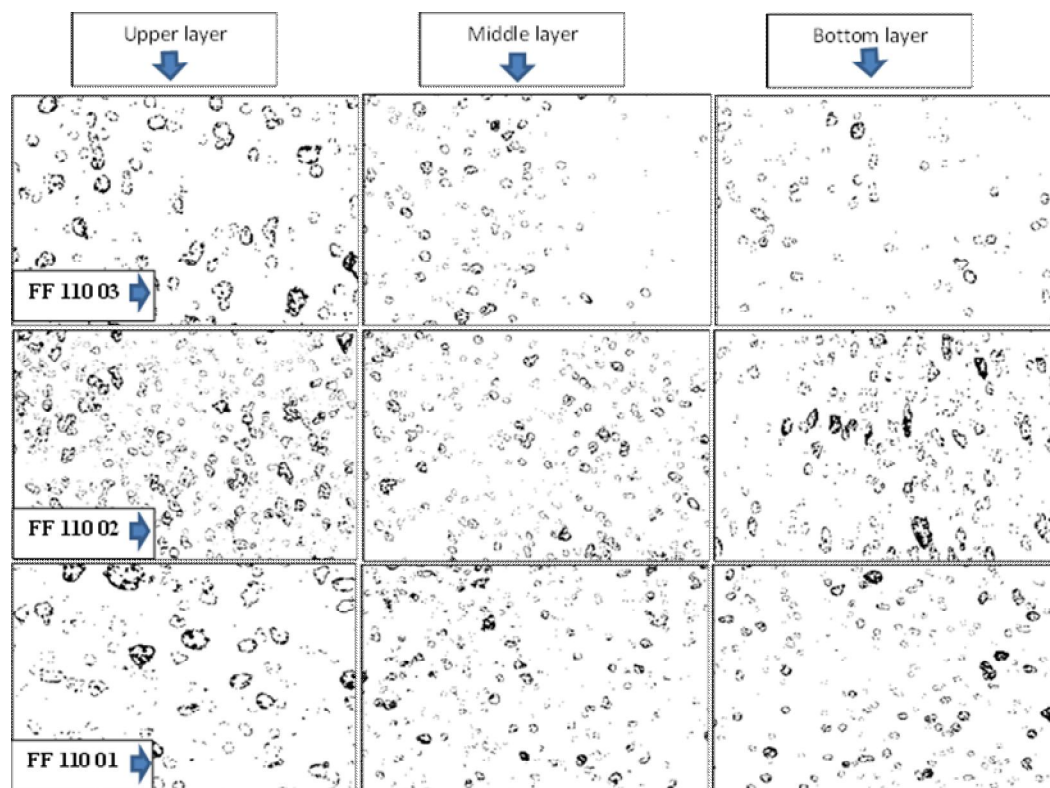 Upper layer
Middle layer
Bottom layer
FF 110 03
FF 110 02
FF 110 01